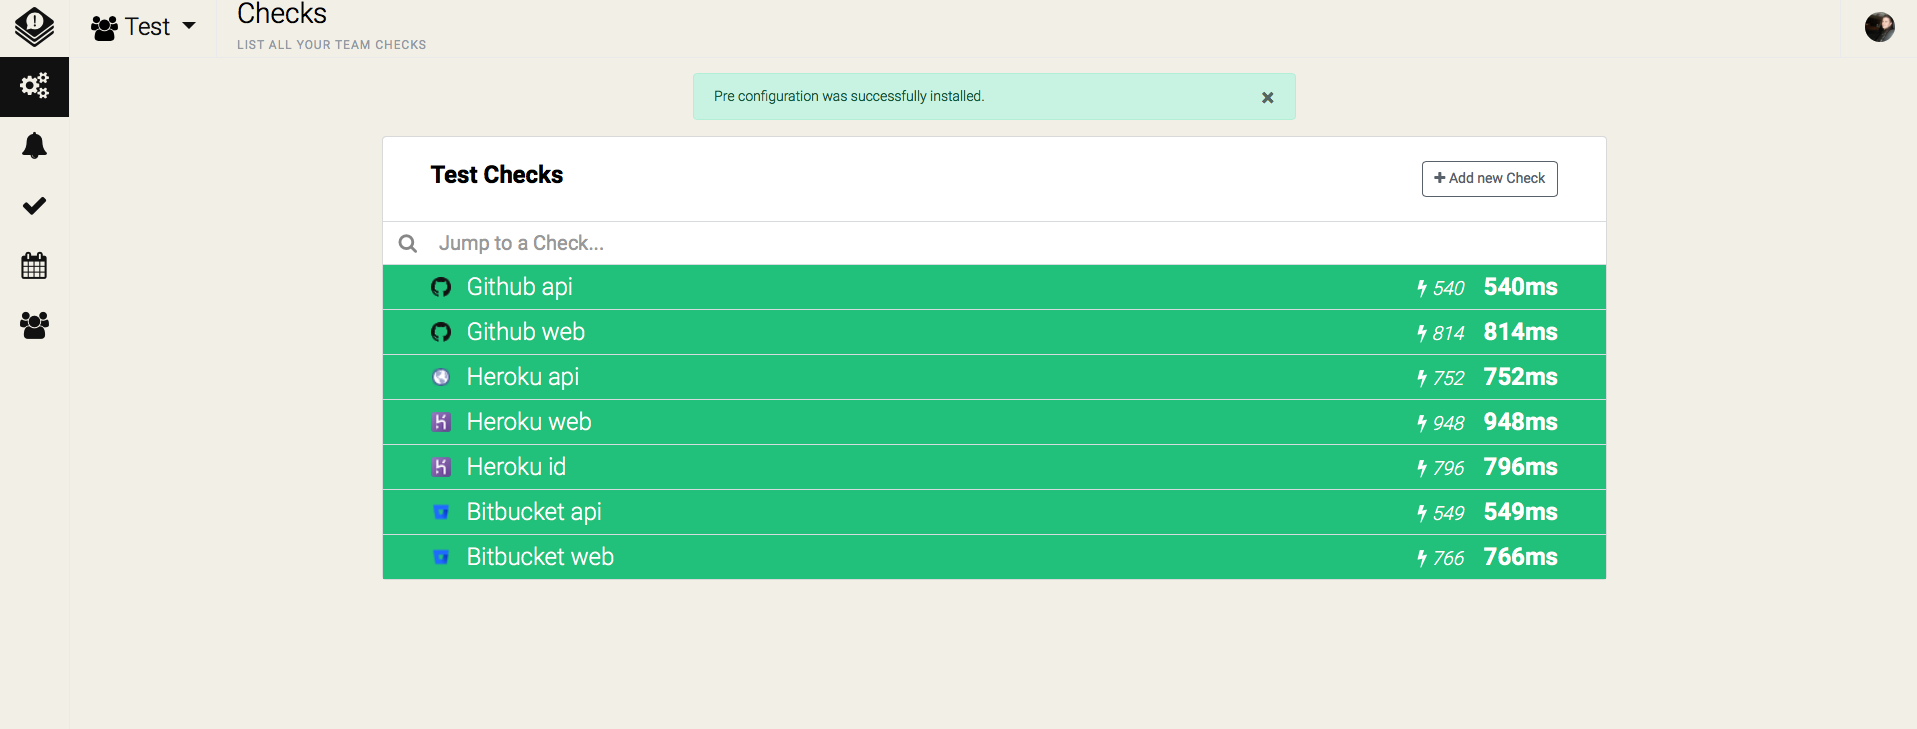 Test
Checks
LIST ALL YOUR TEAM CHECKS
Pre configuration was successfully installed.
Test Checks
Add new Check
Jump to a Check...
Github api 540 540ms
Github web 814 814ms
Heroku api 752 752ms
Heroku web 948 948ms
Heroku id 796 796ms
Bitbucket api 549 549ms
Bitbucket web 766 766ms